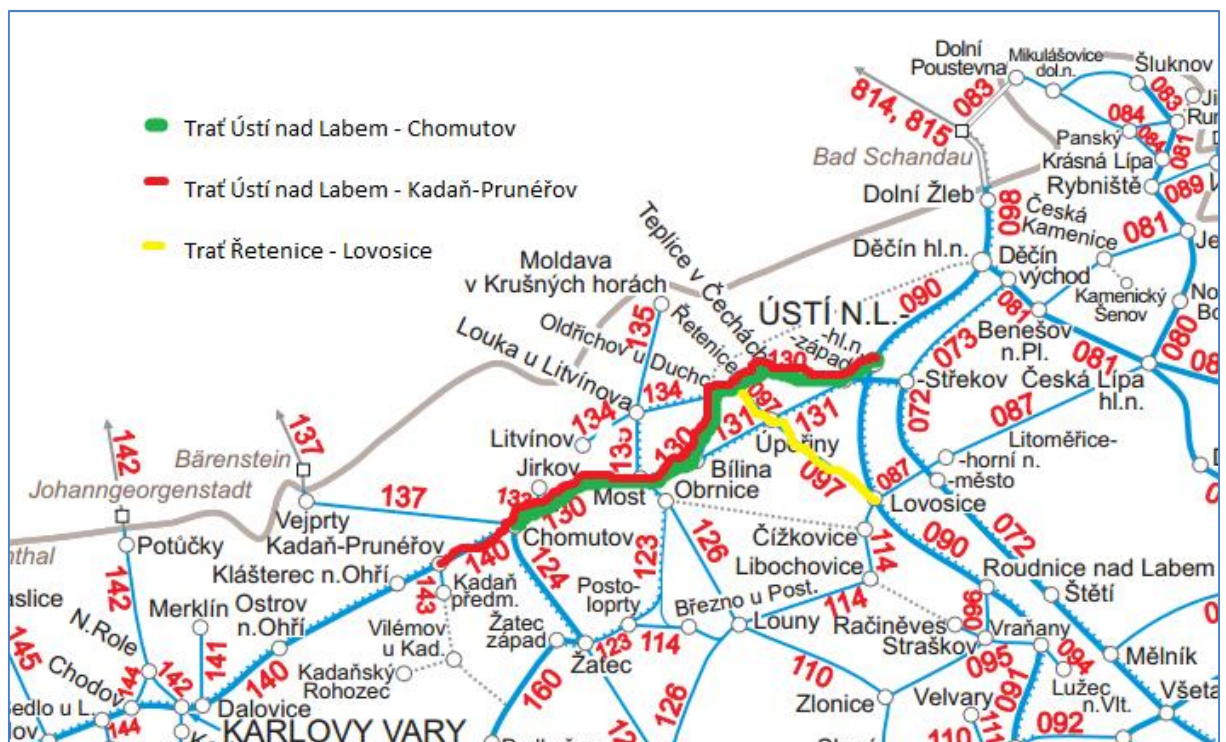 Trať Ústí nad Labem - Chomutov
Trať Ústí nad Labem - Kadaň-Prunéřov
Trať Řetenice - Lovosice
Dolní
Poustevna
Mikulášovice
dol.n.
Šluknov
083
083
084
084
081
814, 815
Panský
Krásná Lípa
Rybniště
089
Bad Schandau
Dolní Žleb
098
Česká
Kamenice
081
Děčín hl.n.
Děčín
východ
Kamenický
Šenov
081
Benešov
n.Pl.
080
081
Teplice v Čechách
Moldava
v Krušných horách
135
Řetenice
Oldřichov u Duchc
Louka u Litvínova
ÚSTÍ N.L.-
-hl.n.
-západ
090
073
130
-Střekov
072
Česká Lípa
hl.n.
087
134
134
097
131
131
Litvínov
130
Úpořiny
097
Litoměřice-
-horní n.
-město
087
Lovosice
142
137
Bärenstein
Johanngeorgenstadt
Jirkov
Most
Bílina
Obrnice
130
137
Vejprty
Kadaň-Prunéřov
Chomutov
140
124
123
126
Čížkovice
114
090
072
Potůčky
142
Klášterec n.Ohří
143
Kadaň
předm.
Libochovice
Roudnice nad Labem
Štětí
Merklín
Ostrov
n.Ohří
N.Role
Posto-
loprty
Březno u Post.
114
096
Vilémov
u Kad.
Žatec
západ
Žatec
123
114
Louny
Račiněves
Straškov
Vraňany
141
145
Chodov
142
144
140
Kadaňský
Rohozec
160
126
110
095
094
Mělník
Zlonice
Velvary
091
Lužec
n.Vlt.
Dalovice
144
KARLOVY VARY
110
092